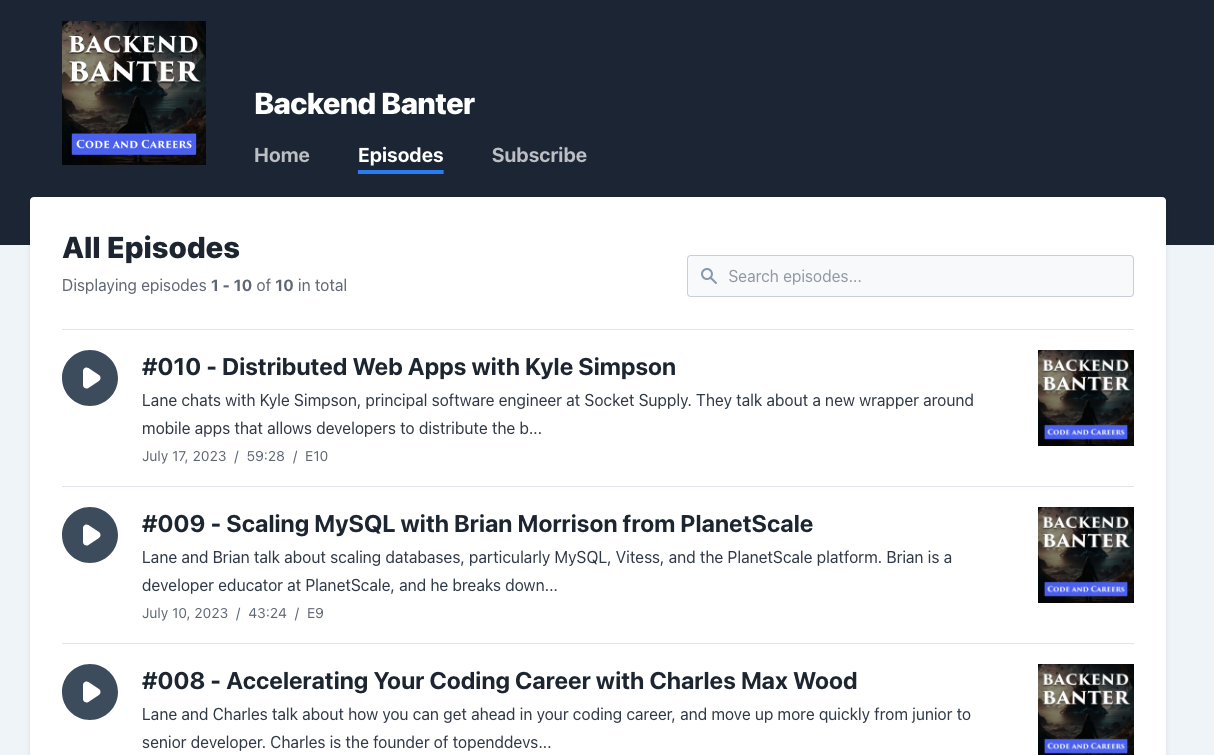 BACKEND
BANTER
CODE AND CAREERS
Backend Banter
Home Episodes Subscribe
All Episodes
Displaying episodes 1 - 10 of 10 in total
Search episodes...
#010 - Distributed Web Apps with Kyle Simpson
Lane chats with Kyle Simpson, principal software engineer at Socket Supply. They talk about a new wrapper around
mobile apps that allows developers to distribute the b...
July 17, 2023 / 59:28 / E10
BACKEND
BANTER
CODE AND CAREERS
#009 - Scaling MySQL with Brian Morrison from PlanetScale
Lane and Brian talk about scaling databases, particularly MySQL, Vitess, and the PlanetScale platform. Brian is a
developer educator at PlanetScale, and he breaks down...
July 10, 2023 / 43:24 / E9
BACKEND
BANTER
CODE AND CAREERS
#008 - Accelerating Your Coding Career with Charles Max Wood
Lane and Charles talk about how you can get ahead in your coding career, and move up more quickly from junior to
senior developer. Charles is the founder of topenddevs...
BACKEND
BANTER
CODE AND CAREERS